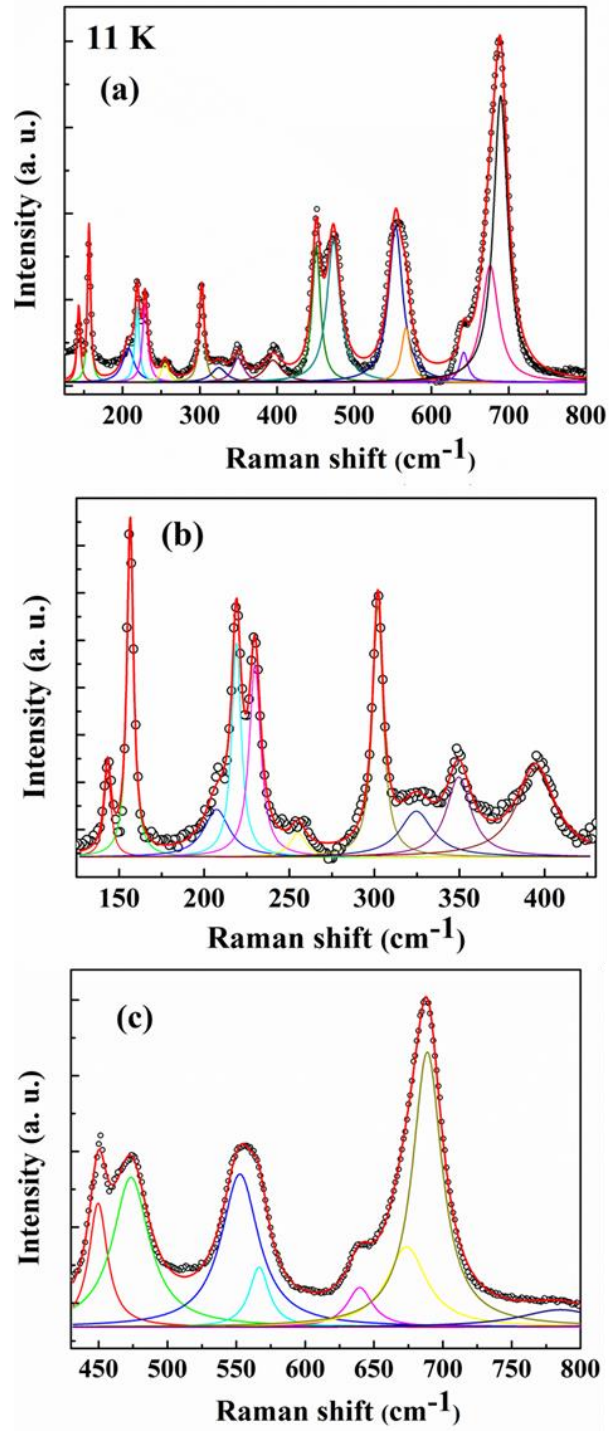 11 K
(a)
Intensity (a. u.)
200 300 400 500 600 700 800
Raman shift (cm-1)
(b)
Intensity (a. u.)
150 200 250 300 350 400
Raman shift (cm-1)
(c)
Intensity (a. u.)
450 500 550 600 650 700 750 800
Raman shift (cm-1)